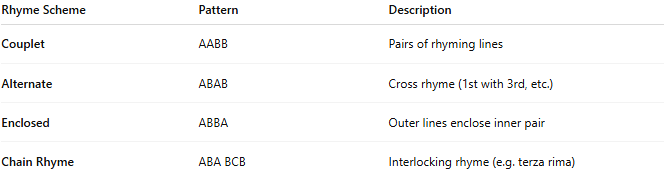 Rhyme Scheme Pattern Description
Couplet AABB Pairs of rhyming lines
Alternate ABAB Cross rhyme (1st with 3rd, etc.)
Enclosed ABBA Outer lines enclose inner pair
Chain Rhyme ABA BCB Interlocking rhyme (e.g. terza rima)